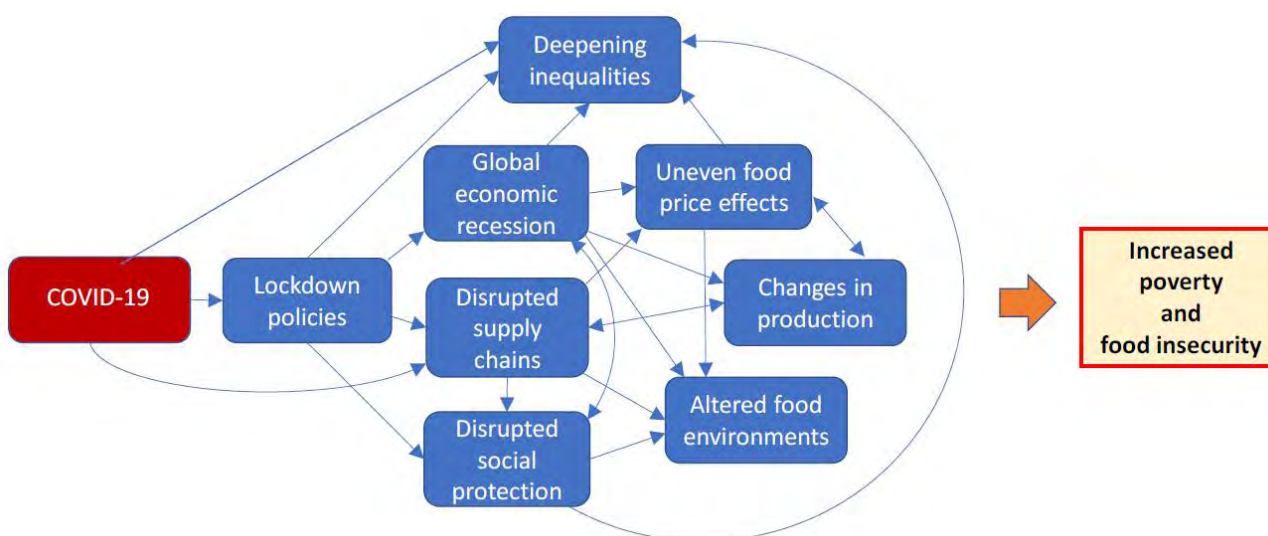 Deepening
inequalities
Global
economic
recession
Uneven food
price effects
COVID-19
Lockdown
policies
Disrupted
supply
chains
Changes in
production
Disrupted
social
protection
Altered food
environments
Increased
poverty
and
food insecurity